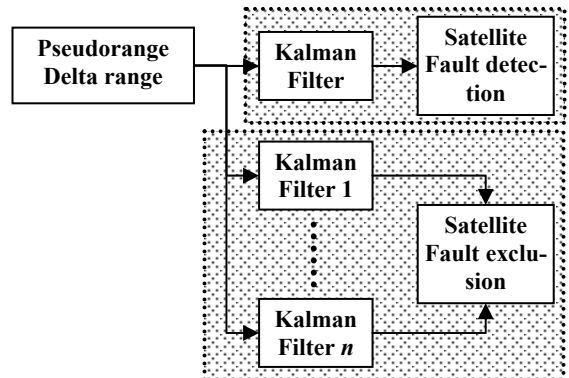 Pseudorange
Delta range
Kalman
Filter
Satellite
Fault detec-
tion
Kalman
Filter 1
Satellite
Fault exclu-
sion
Kalman
Filter n